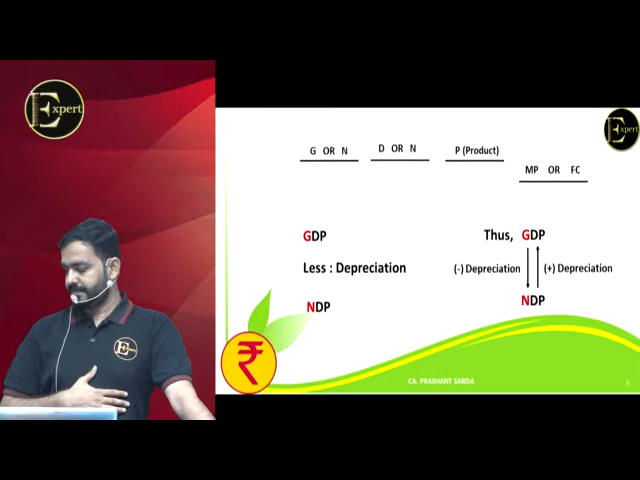 Expert
Expert
G OR N D OR N P (Product)
MP OR FC
GDP
Thus, GDP
Less : Depreciation
(-) Depreciation (+) Depreciation
NDP
NDP
E
₹
CA. PRASHANT SARDA